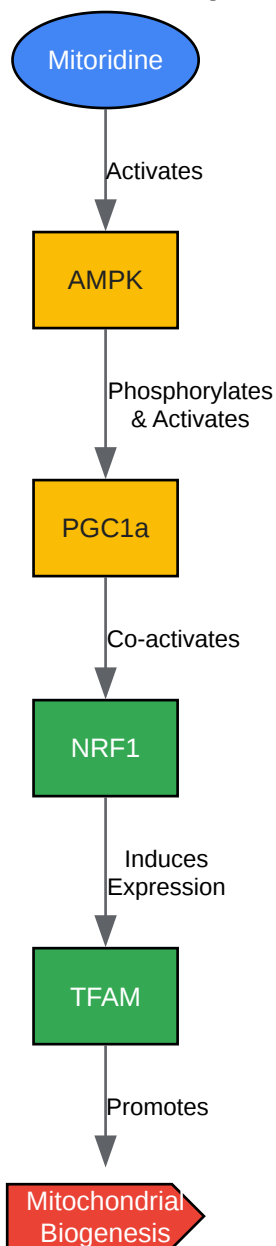 Mitoridine
Activates
AMPK
Phosphorylates
& Activates
PGC1a
Co-activates
NRF1
Induces
Expression
TFAM
Promotes
Mitochondrial
Biogenesis